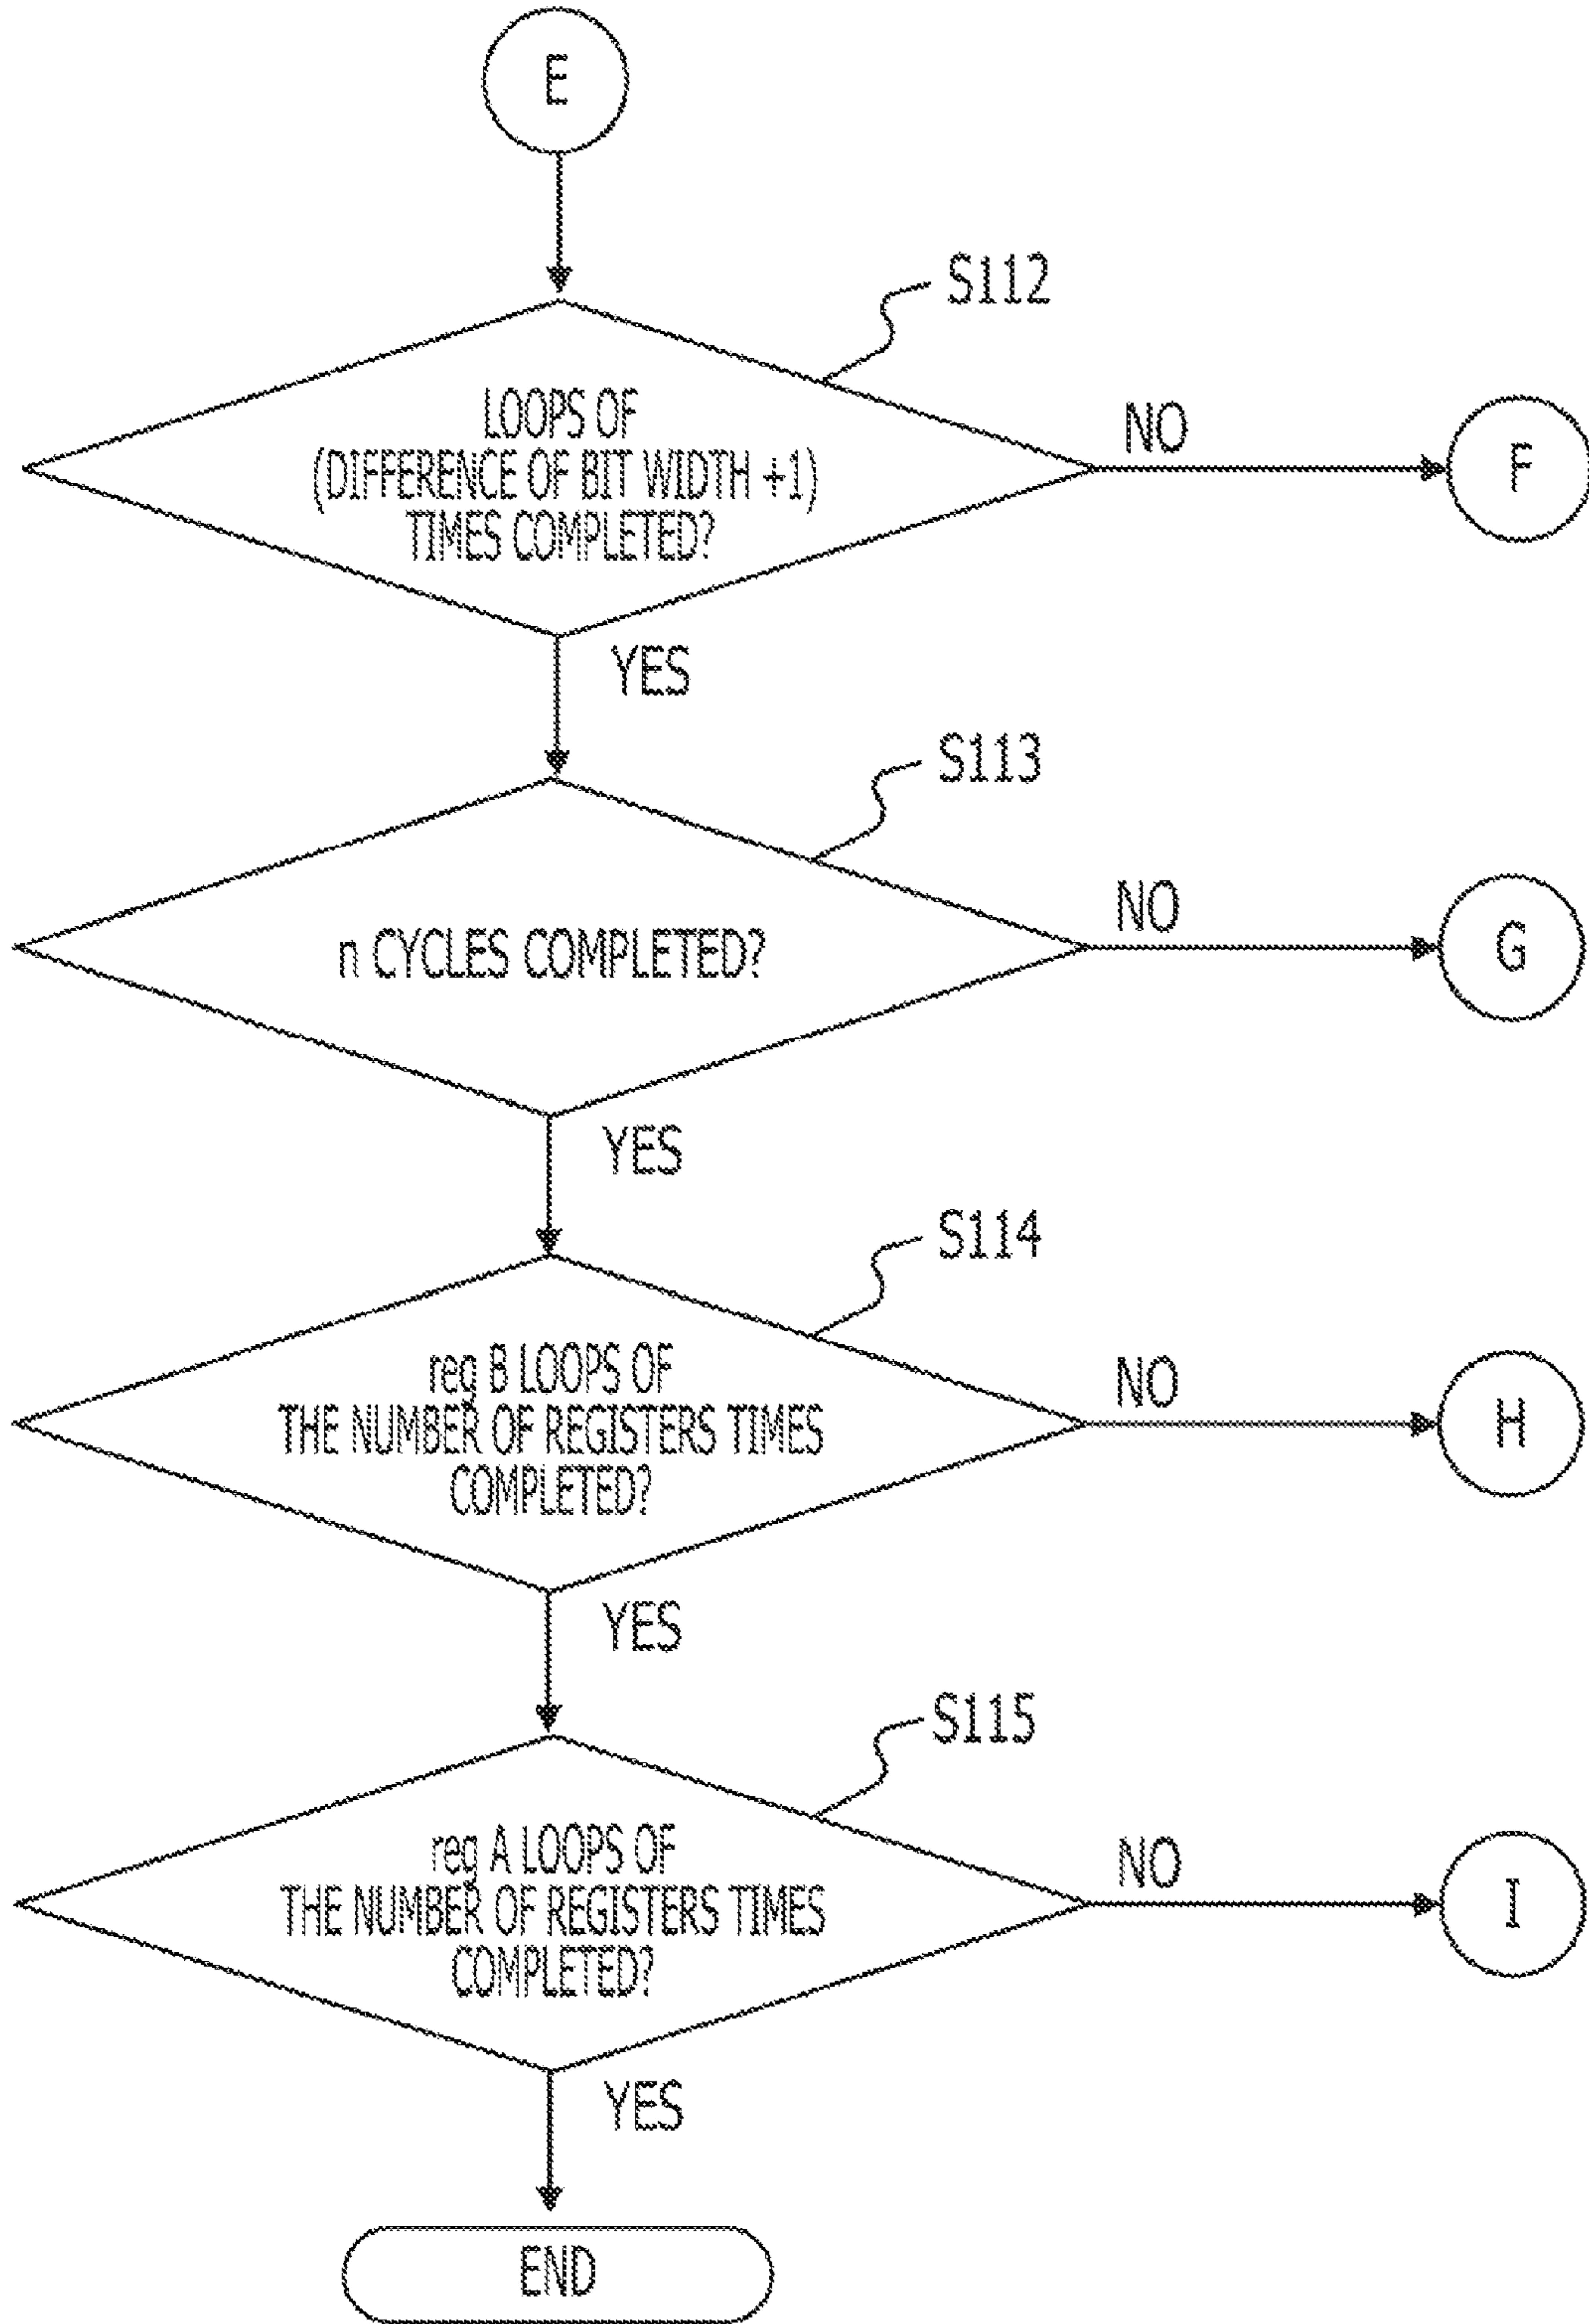 E
S112
LOOPS OF
(DIFFERENCE OF BIT WIDTH +1)
TIMES COMPLETED?
NO
F
YES
S113
n CYCLES COMPLETED?
NO
G
YES
S114
reg B LOOPS OF
THE NUMBER OF REGISTERS TIMES
COMPLETED?
NO
H
YES
S115
reg A LOOPS OF
THE NUMBER OF REGISTERS TIMES
COMPLETED?
NO
I
YES
END